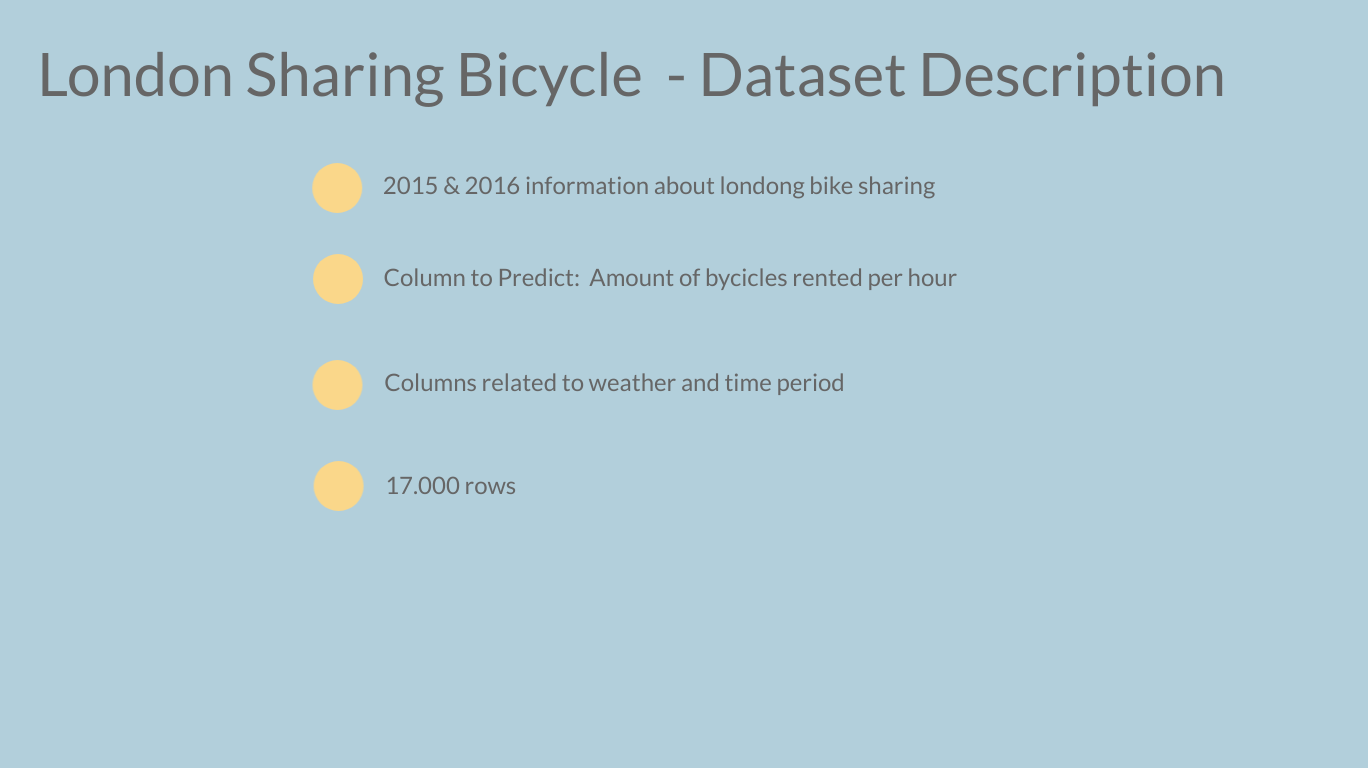 London Sharing Bicycle  - Dataset Description
2015 & 2016 information about londong bike sharing
Column to Predict:  Amount of bycicles rented per hour
Columns related to weather and time period
17.000 rows